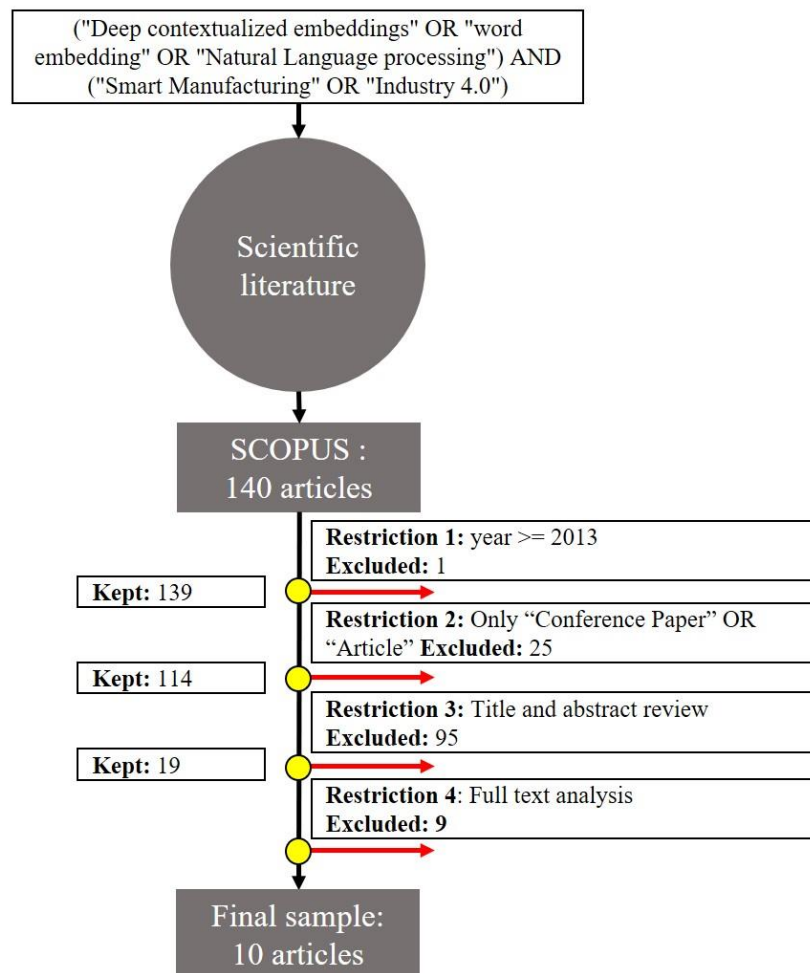 ("Deep contextualized embeddings" OR "word
embedding" OR "Natural Language processing") AND
("Smart Manufacturing" OR "Industry 4.0")
Scientific
literature
SCOPUS :
140 articles
Restriction 1: year >= 2013
Excluded: 1
Kept: 139
Restriction 2: Only “Conference Paper” OR
“Article” Excluded: 25
Kept: 114
Restriction 3: Title and abstract review
Excluded: 95
Kept: 19
Restriction 4: Full text analysis
Excluded: 9
Final sample:
10 articles